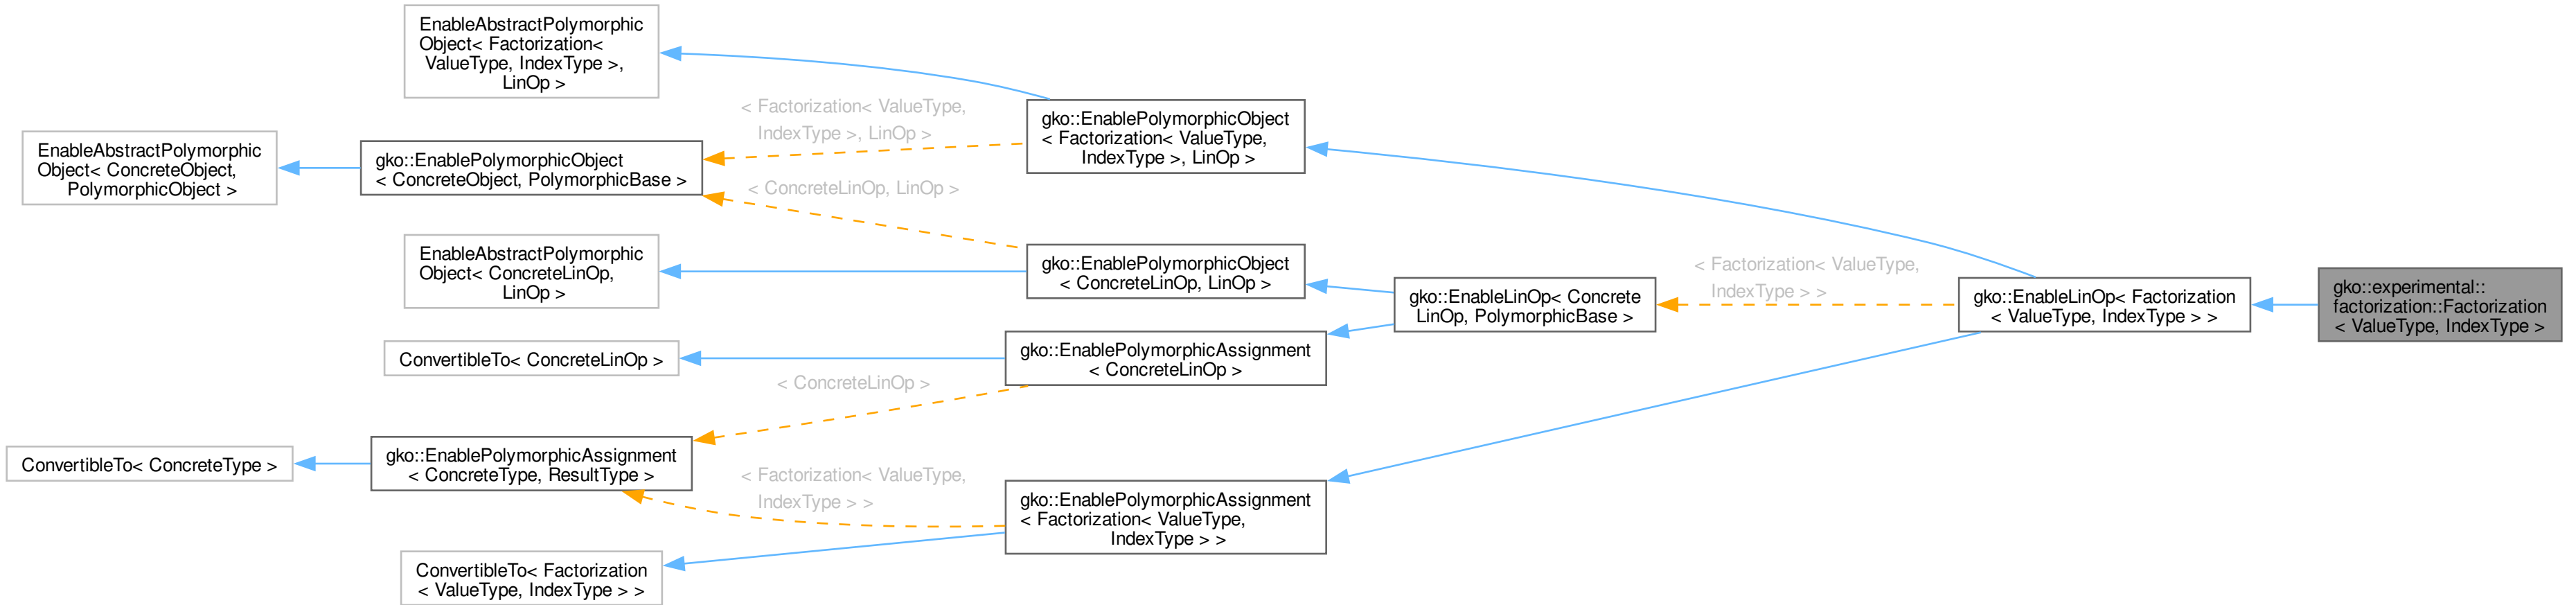 EnableAbstractPolymorphic
Object< Factorization<
ValueType, IndexType >,
LinOp >
< Factorization< ValueType,
IndexType >, LinOp >
gko::EnablePolymorphicObject
< Factorization< ValueType,
IndexType >, LinOp >
EnableAbstractPolymorphic
Object< ConcreteObject,
PolymorphicObject >
gko::EnablePolymorphicObject
< ConcreteObject, PolymorphicBase >
< ConcreteLinOp, LinOp >
EnableAbstractPolymorphic
Object< ConcreteLinOp,
LinOp >
gko::EnablePolymorphicObject
< ConcreteLinOp, LinOp >
gko::EnableLinOp< Concrete
LinOp, PolymorphicBase >
< Factorization< ValueType,
IndexType > >
gko::EnableLinOp< Factorization
< ValueType, IndexType > >
gko::experimental::
factorization::Factorization
< ValueType, IndexType >
ConvertibleTo< ConcreteLinOp >
gko::EnablePolymorphicAssignment
< ConcreteLinOp >
< ConcreteLinOp >
ConvertibleTo< ConcreteType >
gko::EnablePolymorphicAssignment
< ConcreteType, ResultType >
< Factorization< ValueType,
IndexType > >
gko::EnablePolymorphicAssignment
< Factorization< ValueType,
IndexType > >
ConvertibleTo< Factorization
< ValueType, IndexType > >